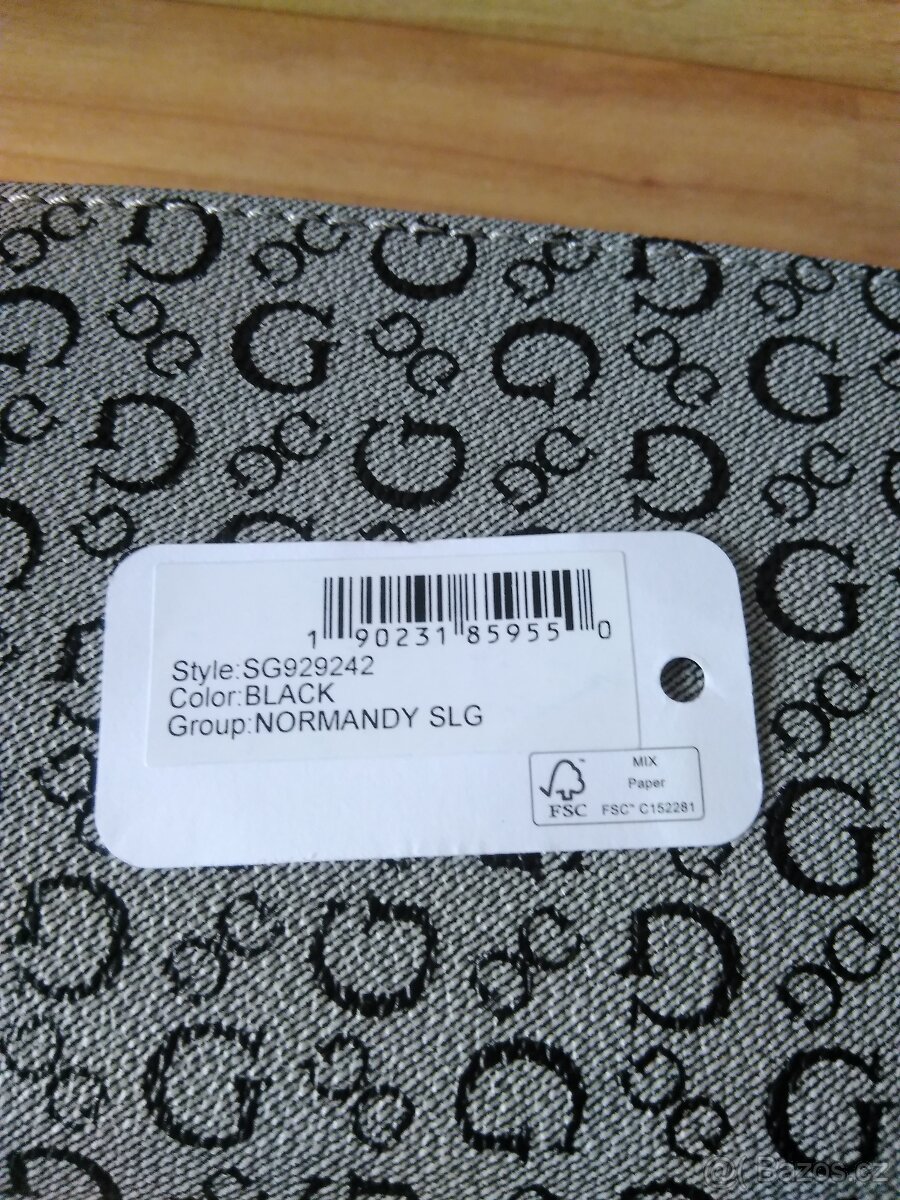 1 90231 85955 0
Style:SG929242
Color:BLACK
Group:NORMANDY SLG
MIX
Paper
FSC™ C152281
FSC
@ Bazos.cz